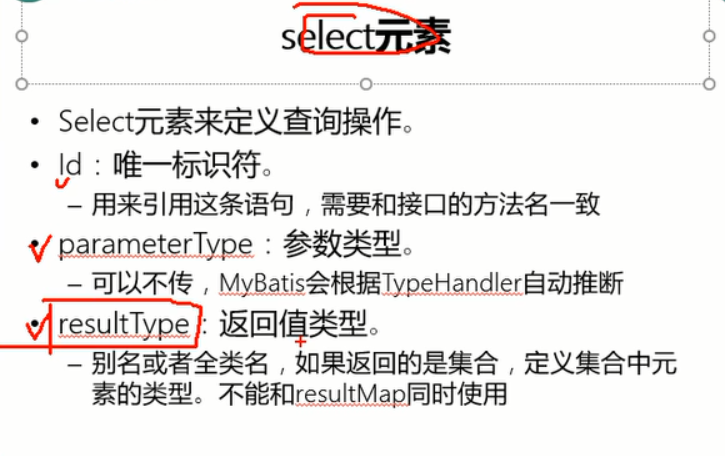 select元素
• Select元素来定义查询操作。
• Id：唯一标识符。
– 用来引用这条语句，需要和接口的方法名一致
• parameterType：参数类型。
– 可以不传，MyBatis会根据TypeHandler自动推断
• resultType：返回值类型。
– 别名或者全类名，如果返回的是集合，定义集合中元
素的类型。不能和resultMap同时使用